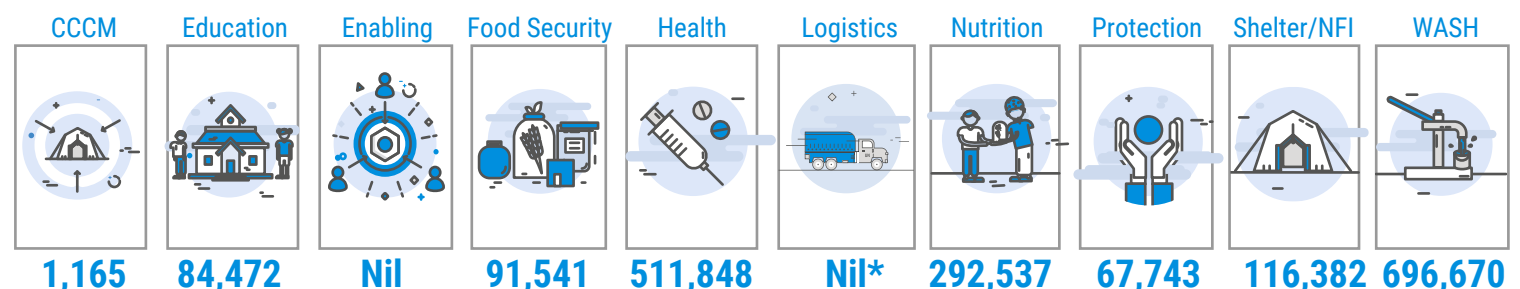 CCCM Education Enabling Food Security Health Logistics Nutrition Protection Shelter/NFI WASH
1,165 84,472 Nil 91,541 511,848 Nil* 292,537 67,743 116,382 696,670